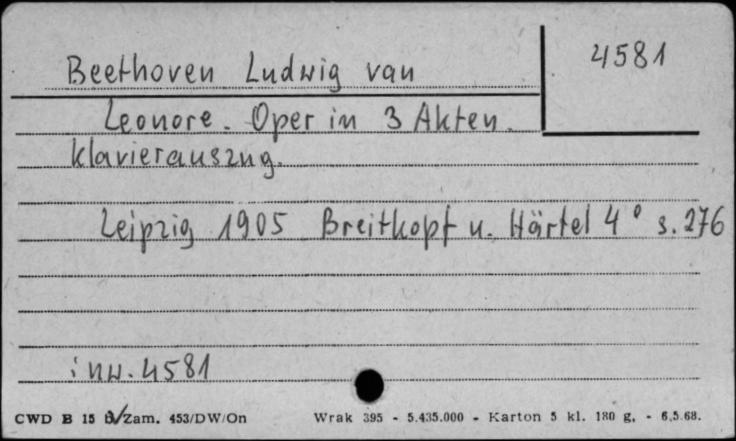 4581
Beethoven Ludwig van
Leonore. Oper in 3 Akten.
Klavierauszug.
Leipzig 1905 Breitkopf u. Härtel 4° s. 276
inw. 4581
CWD B 15 Zam. 453/DW/On Wrak 395 - 5.435.000 - Karton 5 kl. 180 g. - 6.5.68.